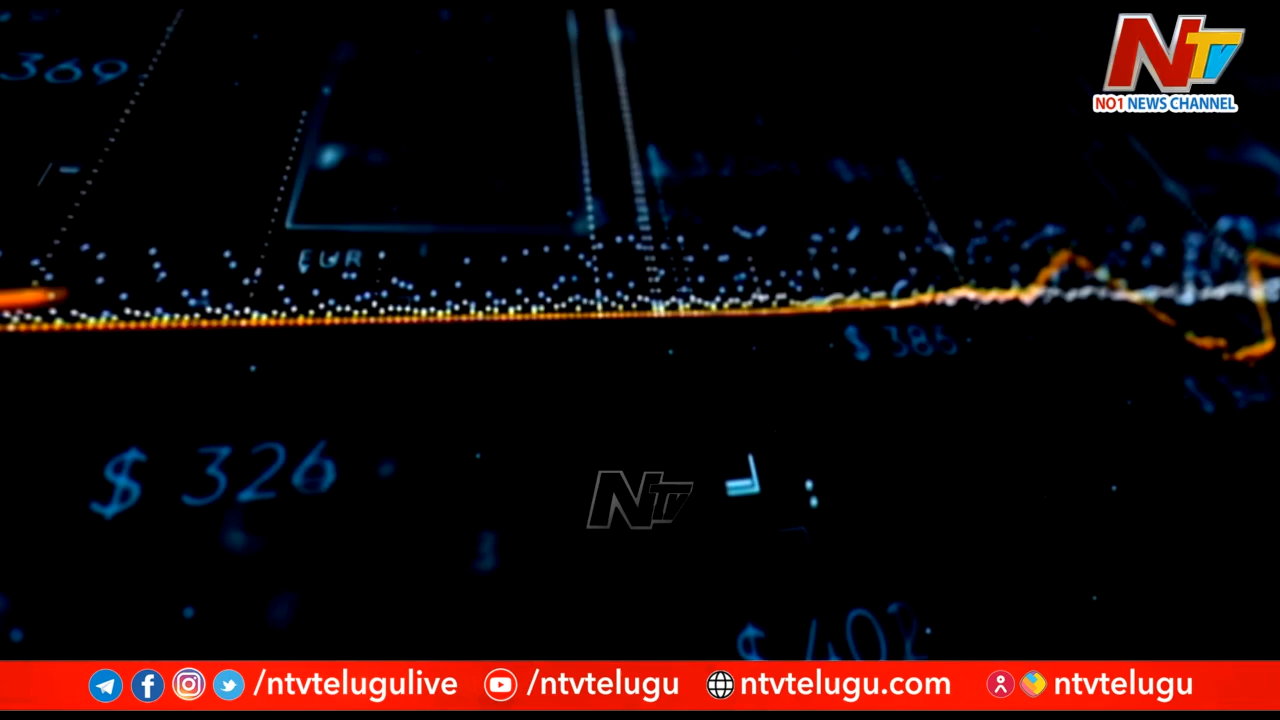 NTV
NO1 NEWS CHANNEL
369
EUR
$ 385
$ 326
NTV
$ 402
/ntvtelugulive /ntvtelugu ntvtelugu.com ntvtelugu